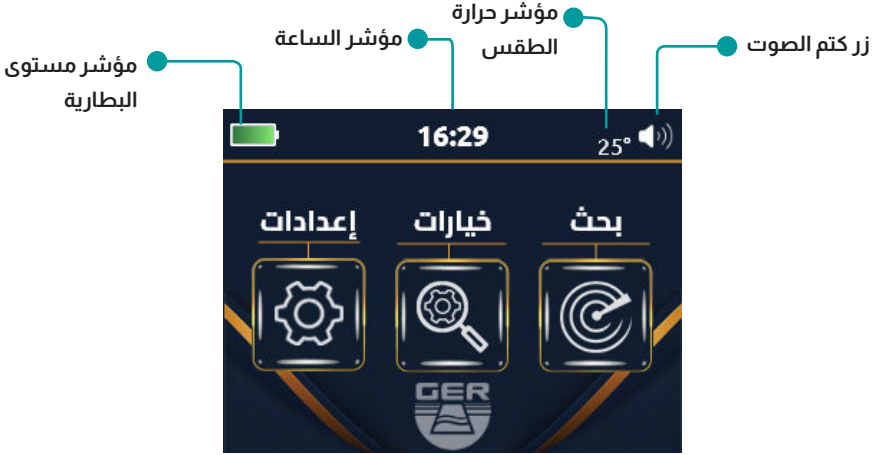 زر كتم الصوت
مؤشر حرارة
الطقس
مؤشر الساعة
مؤشر مستوى
البطارية
16:29
25°
بحث
خيارات
إعدادات
GER